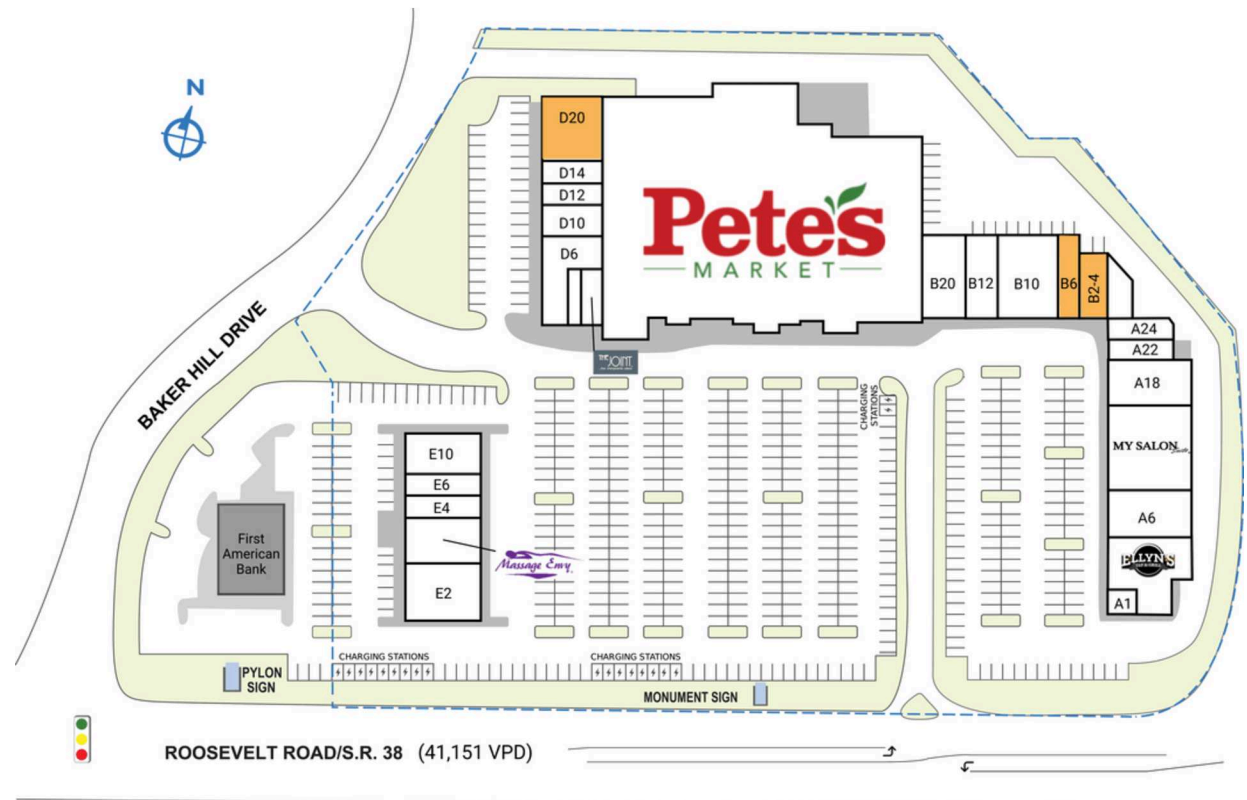 N
D20
D14
D12
D10
D6
Pete's
MARKET
B20
B12
B10
B6
B2-4
A24
A22
A18
MY SALON
A6
ELLYN'S
A1
THE JOINT
BAKER HILL DRIVE
CHARGING
STATIONS
E10
E6
E4
Massage Envy
E2
First
American
Bank
CHARGING STATIONS
CHARGING STATIONS
PYLON
SIGN
MONUMENT SIGN
ROOSEVELT ROAD/S.R. 38 (41,151 VPD)